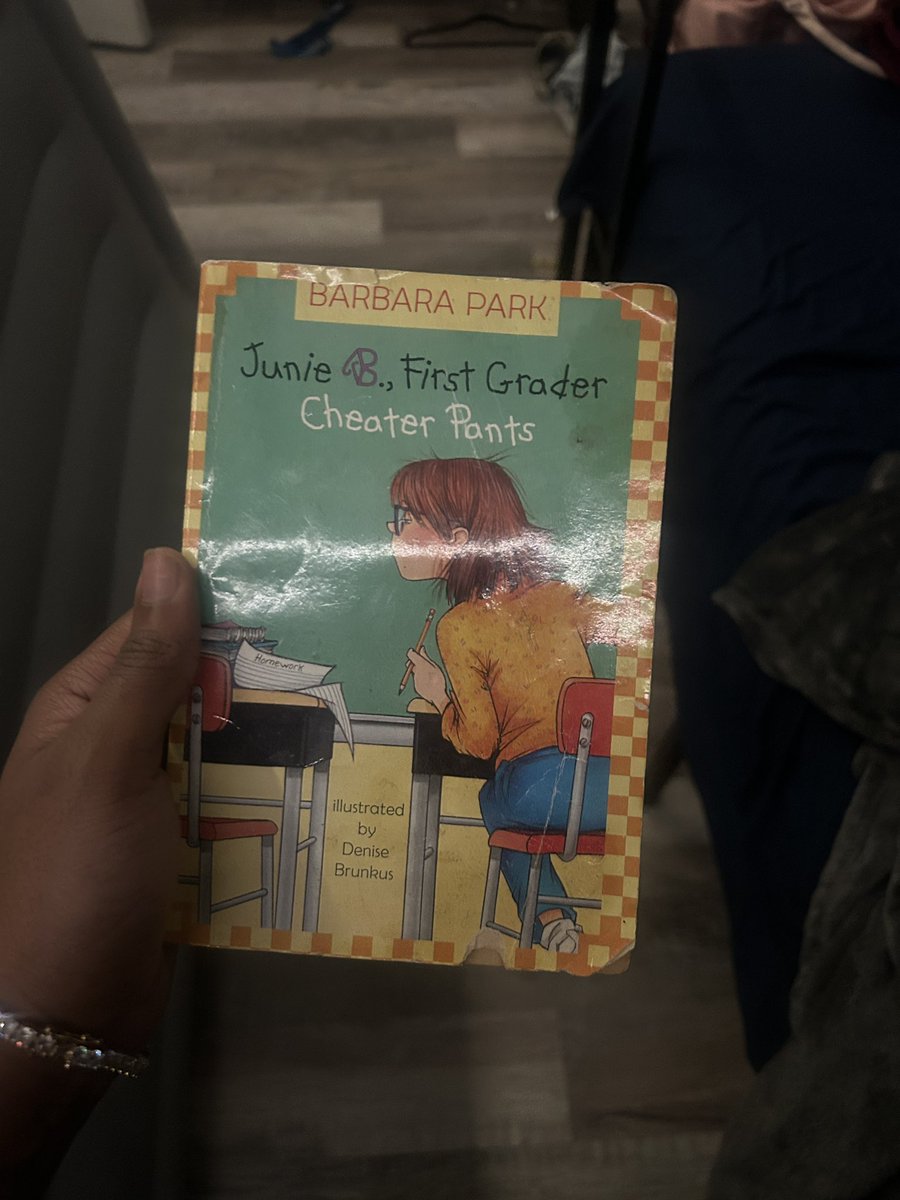 BARBARA PARK
Junie B., First Grader
Cheater Pants
Homework
illustrated
by
Denise
Brunkus